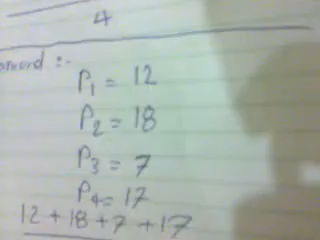 4
:-
P1 = 12
P2 = 18
P3 = 7
P4 = 17
12 + 18 + 7 + 17